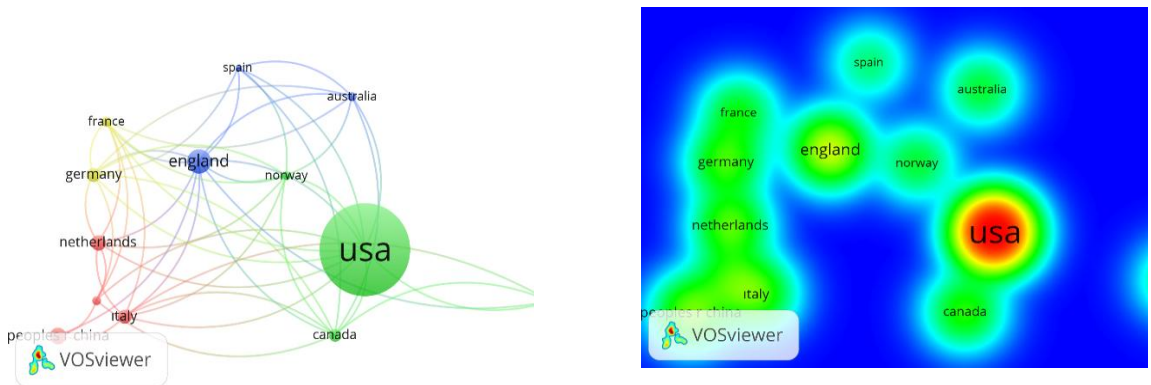 spain
australia
france
england
germany
norway
netherlands
usa
italy
canada
peoples r china
VOSviewer
spain
australia
france
england
norway
germany
netherlands
usa
italy
canada
peoples r china
VOSviewer